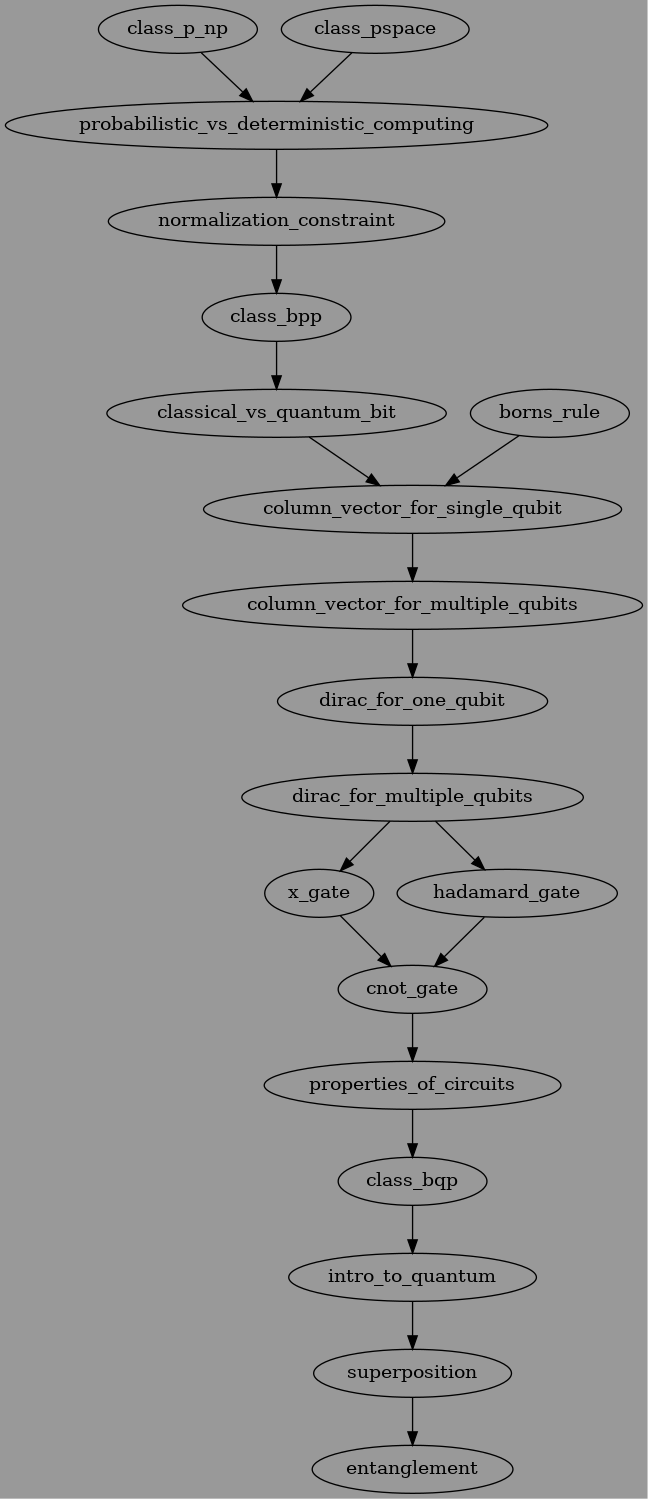 class_p_np
class_pspace
probabilistic_vs_deterministic_computing
normalization_constraint
class_bpp
classical_vs_quantum_bit
borns_rule
column_vector_for_single_qubit
column_vector_for_multiple_qubits
dirac_for_one_qubit
dirac_for_multiple_qubits
x_gate
hadamard_gate
cnot_gate
properties_of_circuits
class_bqp
intro_to_quantum
superposition
entanglement